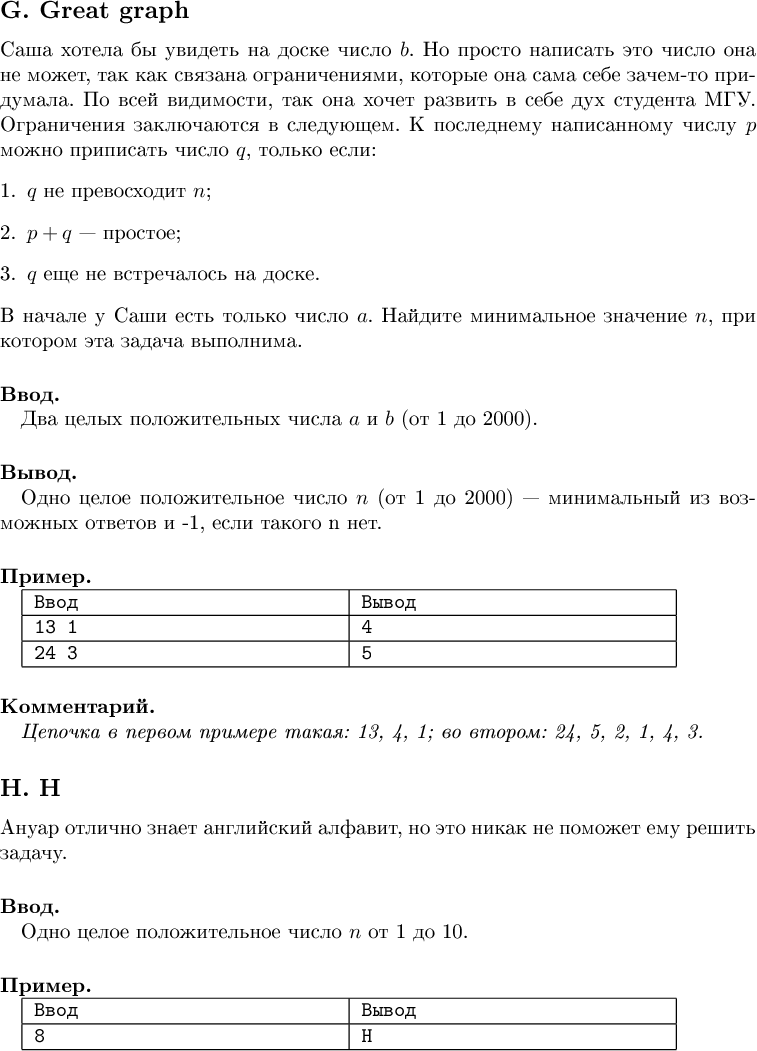 G. Great graph
Саша хотела бы увидеть на доске число b. Но просто написать это число она
не может, так как связана ограничениями, которые она сама себе зачем-то при-
думала. По всей видимости, так она хочет развить в себе дух студента МГУ.
Ограничения заключаются в следующем. К последнему написанному числу p
можно приписать число q, только если:
1. q не превосходит n;
2. p + q — простое;
3. q еще не встречалось на доске.
В начале у Саши есть только число a. Найдите минимальное значение n, при
котором эта задача выполнима.
Ввод.
Два целых положительных числа a и b (от 1 до 2000).
Вывод.
Одно целое положительное число n (от 1 до 2000) — минимальный из воз-
можных ответов и -1, если такого n нет.
Пример.
Ввод Вывод
13 1 4
24 3 5
Комментарий.
Цепочка в первом примере такая: 13, 4, 1; во втором: 24, 5, 2, 1, 4, 3.
H. H
Ануар отлично знает английский алфавит, но это никак не поможет ему решить
задачу.
Ввод.
Одно целое положительное число n от 1 до 10.
Пример.
Ввод Вывод
8 H